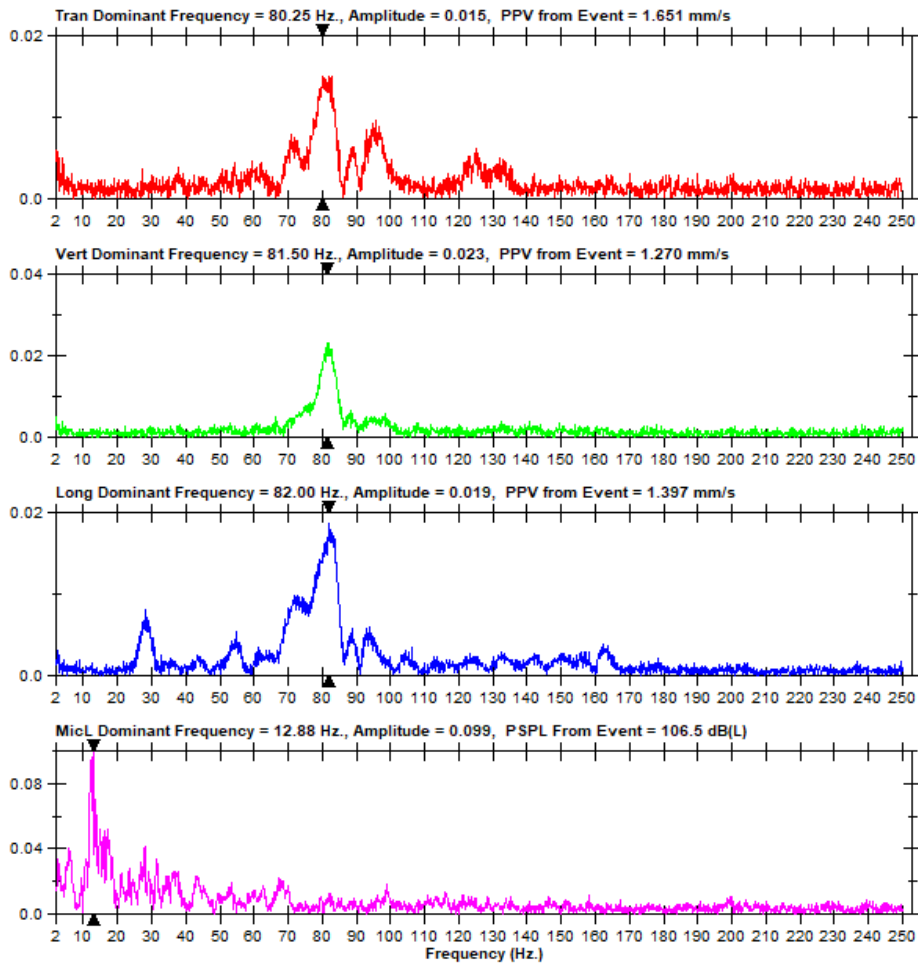 Tran Dominant Frequency = 80.25 Hz., Amplitude = 0.015, PPV from Event = 1.651 mm/s
0.02
0.0
2 10 20 30 40 50 60 70 80 90 100 110 120 130 140 150 160 170 180 190 200 210 220 230 250
Vert Dominant Frequency = 81.50 Hz., Amplitude = 0.023, PPV from Event = 1.270 mm/s
0.04
0.02
0.0
2 10 20 30 40 50 60 70 80 90 100 110 120 130 140 150 160 170 180 190 200 210 220 230 250
Long Dominant Frequency = 82.00 Hz., Amplitude = 0.019, PPV from Event = 1.397 mm/s
0.02
0.0
2 10 20 30 40 50 60 70 80 90 100 110 120 130 140 150 160 170 180 190 200 210 220 230 250
MicL Dominant Frequency = 12.88 Hz., Amplitude = 0.099, PSPL From Event = 106.5 dB(L)
0.08
0.04
0.0
2 10 20 30 40 50 60 70 80 90 100 110 120 130 140 150 160 170 180 190 200 210 220 230 250
Frequency (Hz.)